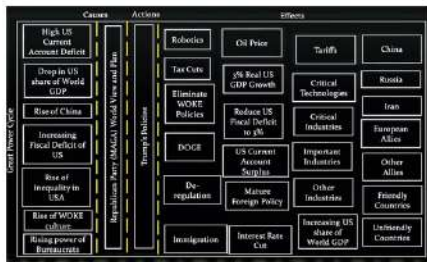 Causes
Actions
Effects
Great Power Cycle
High US
Current
Account Deficit
Drop in US
share of World
GDP
Rise of China
Increasing
Fiscal Deficit of
US
Rise of
Inequality in
USA
Rise of WOKE
culture
Rising power of
Bureaucrats
Republican Party (MAGA) World View and Plan
Trump's Policies
Robotics
Tax Cuts
Eliminate
WOKE
Policies
DOGE
De-
regulation
Immigration
Oil Price
3% Real US
GDP Growth
Reduce US
Fiscal Deficit
to 3%
US Current
Account
Surplus
Mature
Foreign Policy
Interest Rate
Cut
Tariffs
Critical
Technologies
Critical
Industries
Important
Industries
Other
Industries
Increasing US
share of
World GDP
China
Russia
Iran
European
Allies
Other
Allies
Friendly
Countries
Unfriendly
Countries